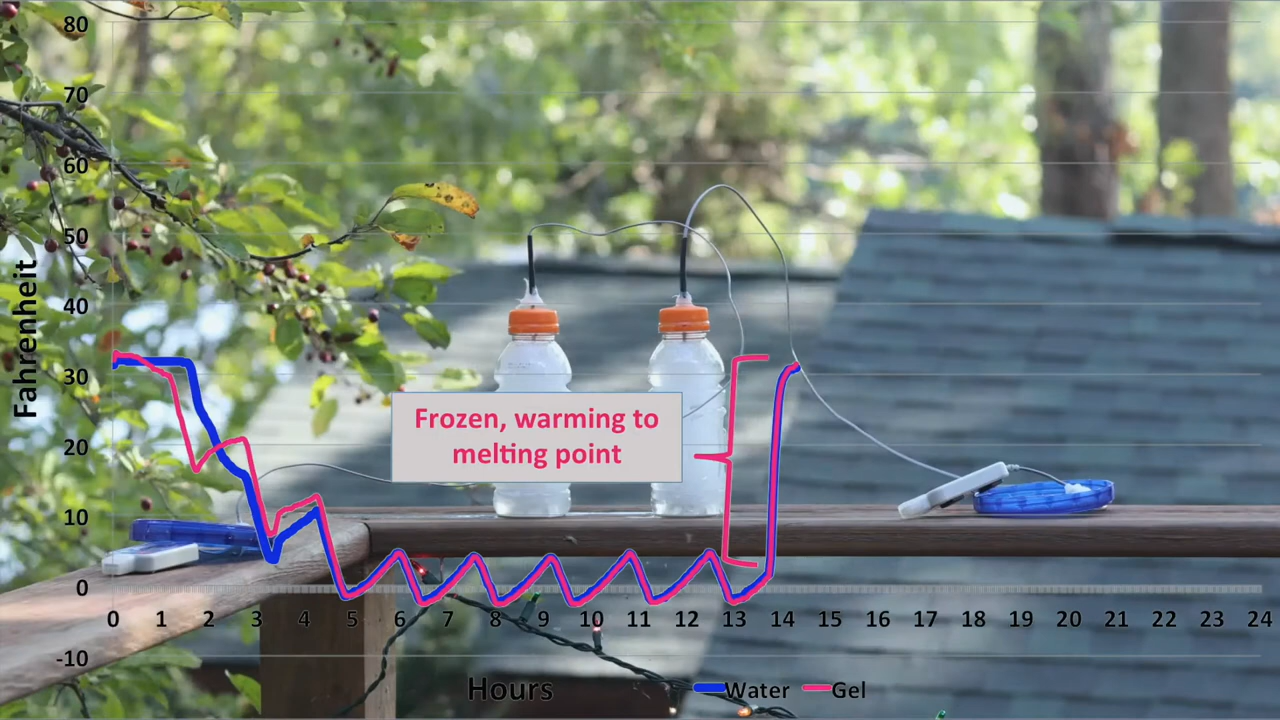 80
70
60
50
40
30
20
10
0
-10
Fahrenheit
Frozen, warming to
melting point
0 1 2 3 4 5 6 7 8 9 10 11 12 13 14 15 16 17 18 19 20 21 22 23 24
Hours
Water Gel